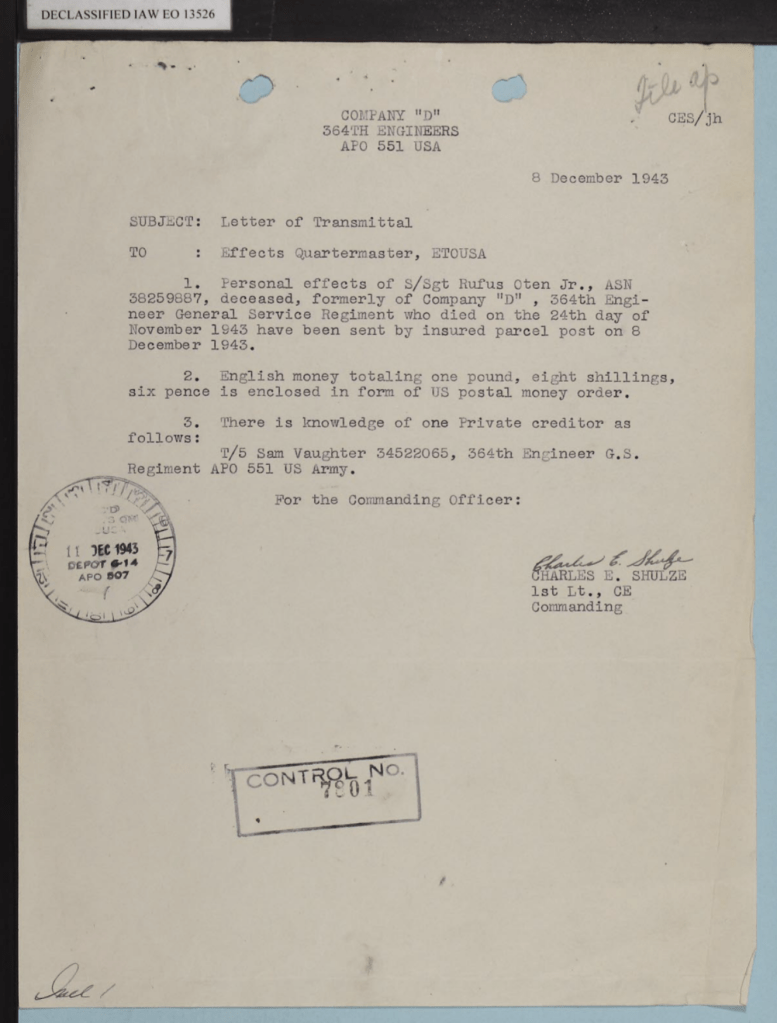 DECLASSIFIED IAW EO 13526
File
CES/jh
COMPANY "D"
364TH ENGINEERS
APO 551 USA
8 December 1943
SUBJECT: Letter of Transmittal
TO : Effects Quartermaster, ETOUSA
1. Personal effects of S/Sgt Rufus Oten Jr., ASN
38259887, deceased, formerly of Company "D" , 364th Engi-
neer General Service Regiment who died on the 24th day of
November 1943 have been sent by insured parcel post on 8
December 1943.
2. English money totaling one pound, eight shillings,
six pence is enclosed in form of US postal money order.
3. There is knowledge of one Private creditor as
follows:
T/5 Sam Vaughter 34522065, 364th Engineer G.S.
Regiment APO 551 US Army.
For the Commanding Officer:
11 DEC 1943
DEPOT G-14
APO 507
Charles E. Shulze
CHARLES E. SHULZE
1st Lt., CE
Commanding
CONTROL NO.
7801
Incl 1